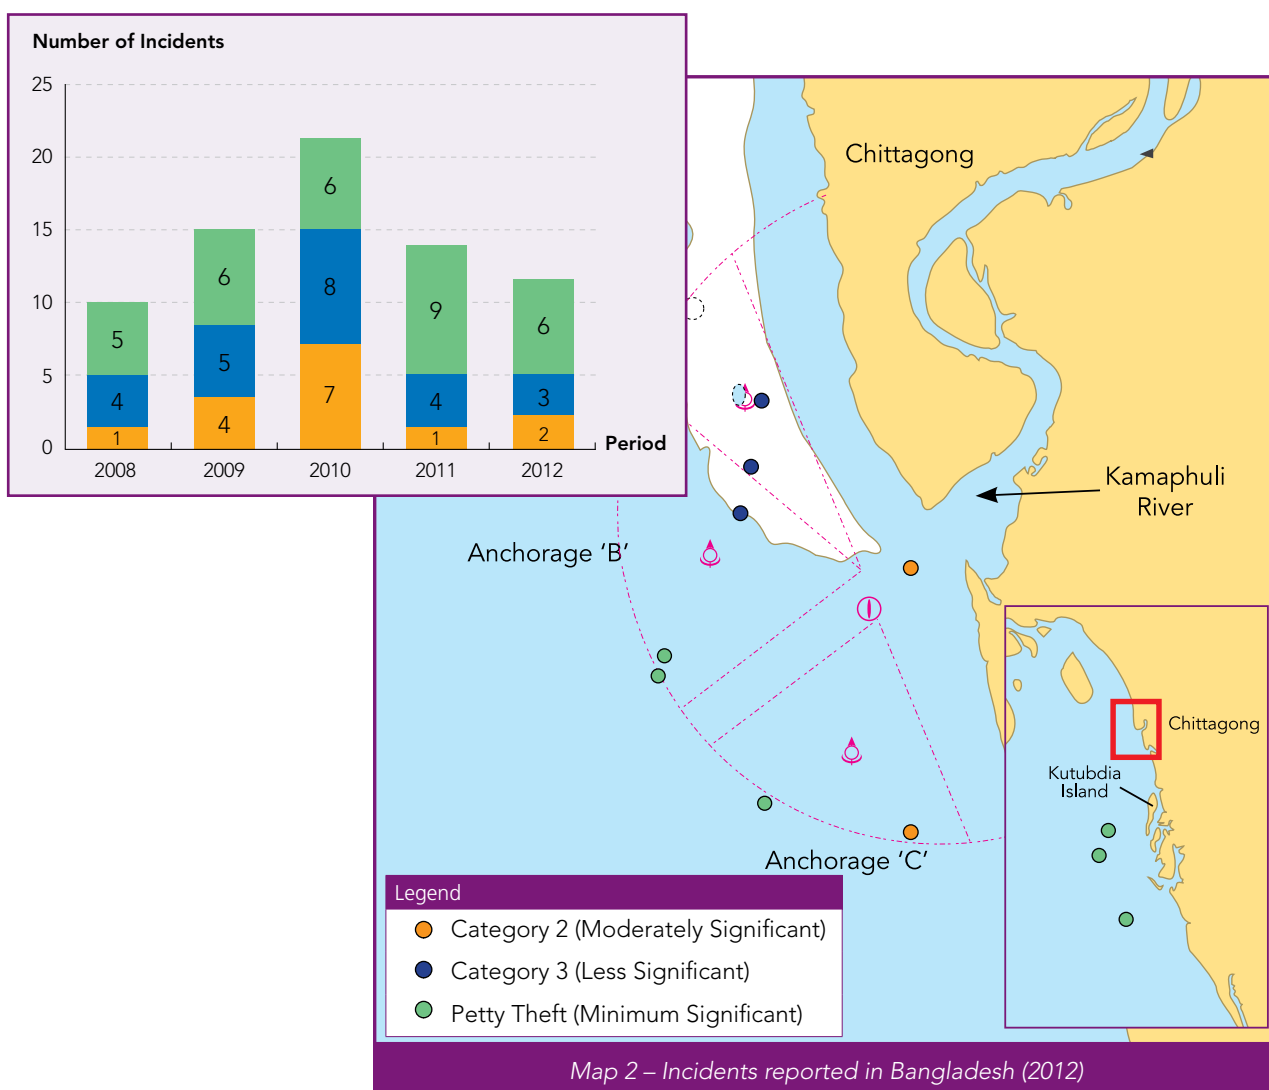 Number of Incidents
25
20
15
10
5
0
5
4
1
6
5
4
6
8
7
9
4
1
6
3
2
2008
2009
2010
2011
2012
Period
Chittagong
Kamaphuli
River
Anchorage ‘B’
Anchorage ‘C’
Chittagong
Kutubdia
Island
Legend
Category 2 (Moderately Significant)
Category 3 (Less Significant)
Petty Theft (Minimum Significant)
Map 2 – Incidents reported in Bangladesh (2012)